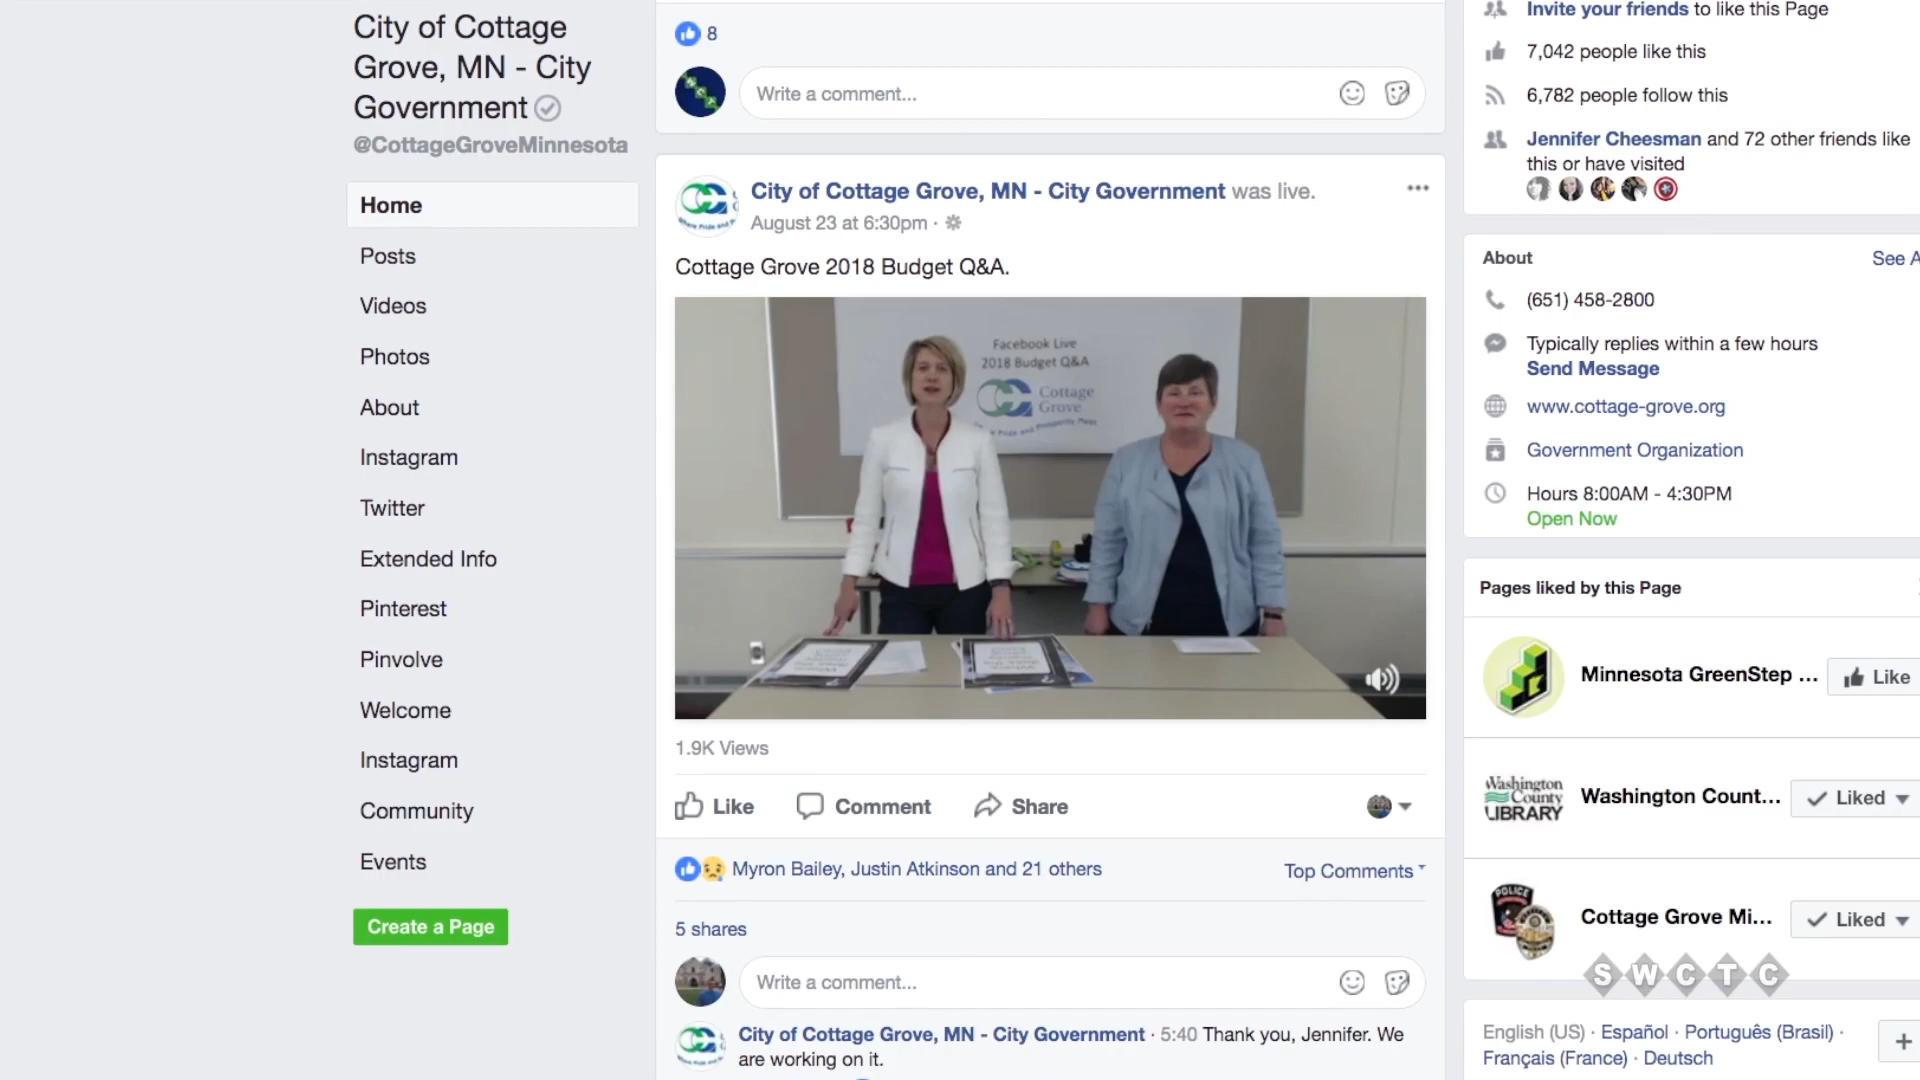 City of Cottage
Grove, MN - City
Government
@CottageGroveMinnesota
Home
Posts
Videos
Photos
About
Instagram
Twitter
Extended Info
Pinterest
Pinvolve
Welcome
Instagram
Community
Events
Create a Page
8
Write a comment...
City of Cottage Grove, MN - City Government was live.
August 23 at 6:30pm ·
Cottage Grove 2018 Budget Q&A.
Facebook Live
2018 Budget Q&A
Cottage
Grove
Pride and Prosperity Meet
1.9K Views
Like
Comment
Share
Myron Bailey, Justin Atkinson and 21 others
Top Comments
5 shares
Write a comment...
City of Cottage Grove, MN - City Government · 5:40 Thank you, Jennifer. We
are working on it.
Invite your friends to like this Page
7,042 people like this
6,782 people follow this
Jennifer Cheesman and 72 other friends like
this or have visited
About
See A
(651) 458-2800
Typically replies within a few hours
Send Message
www.cottage-grove.org
Government Organization
Hours 8:00AM - 4:30PM
Open Now
Pages liked by this Page
Minnesota GreenStep ...
Like
Washington
County
LIBRARY
Washington Count...
Liked
POLICE
Cottage Grove Mi...
Liked
SWCTC
English (US) · Español · Português (Brasil) ·
Français (France) · Deutsch